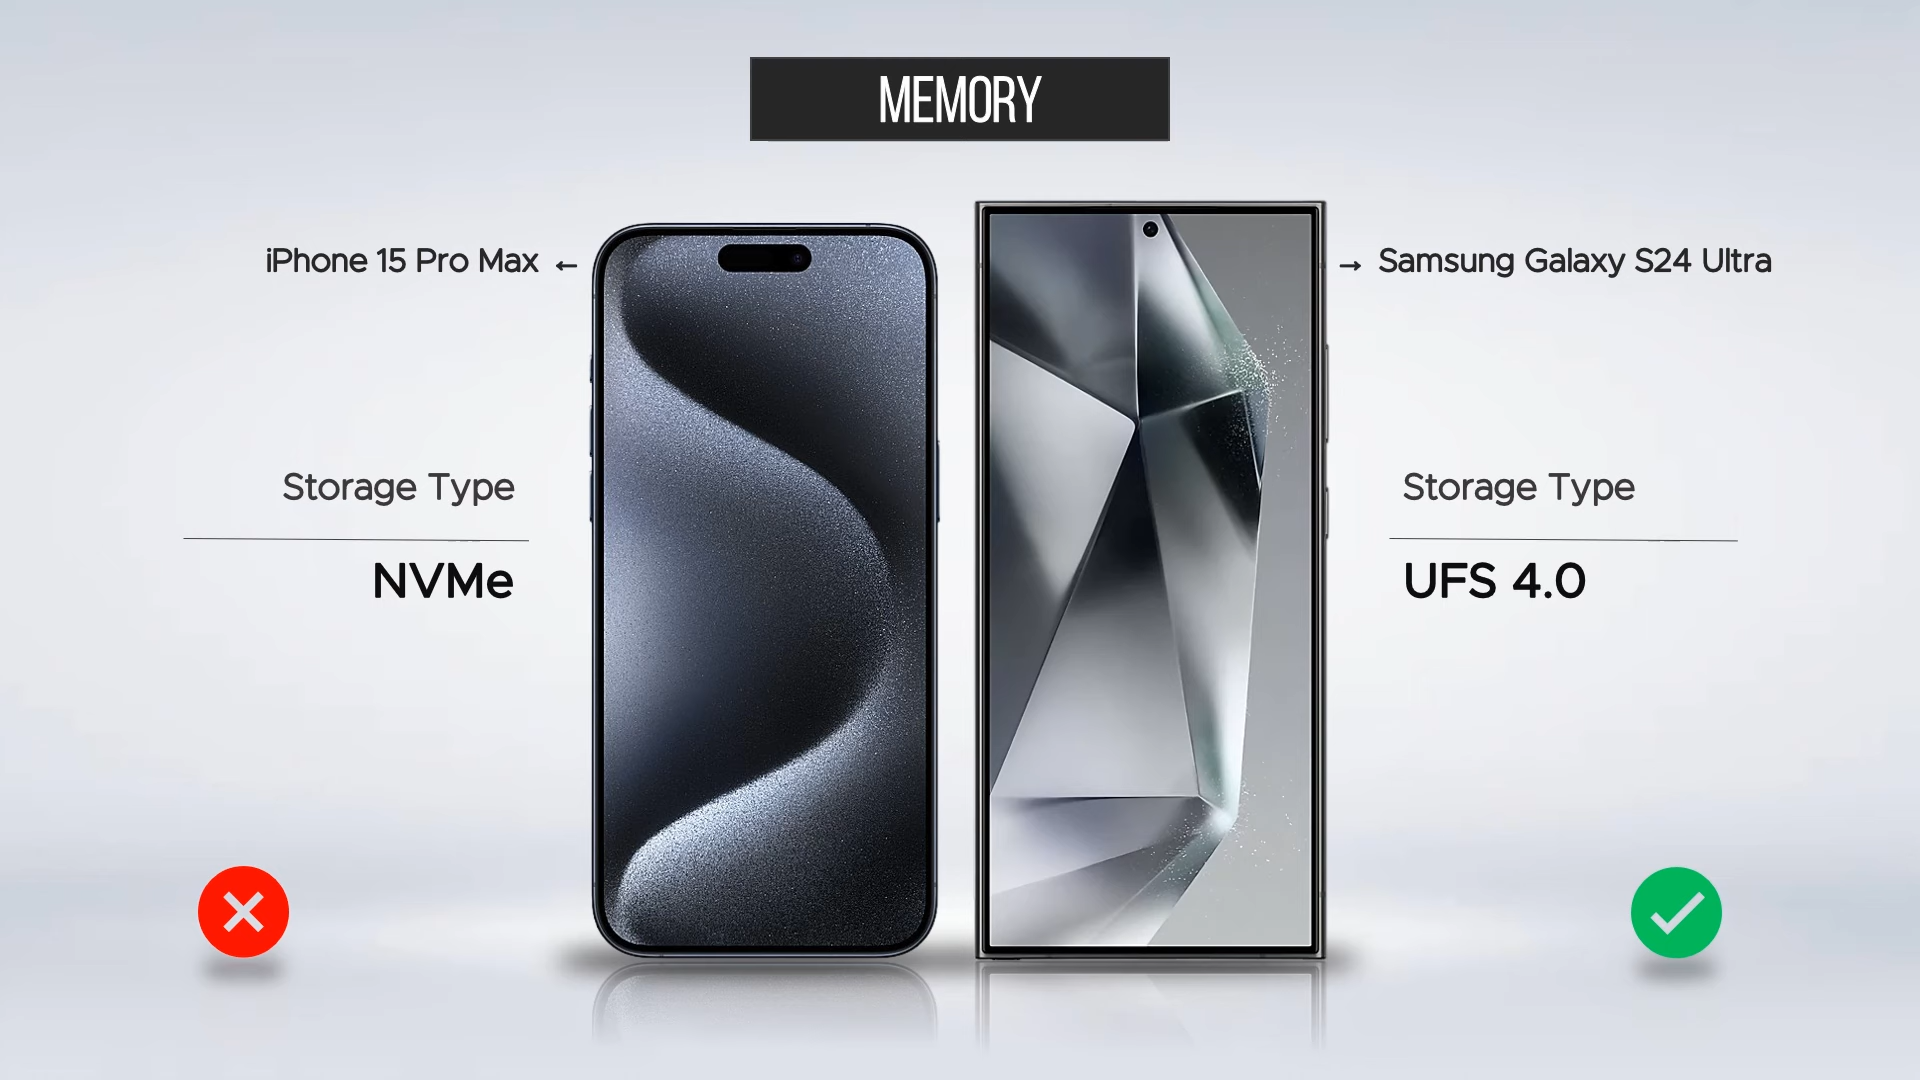 MEMORY
iPhone 15 Pro Max ←
→ Samsung Galaxy S24 Ultra
Storage Type
NVMe
Storage Type
UFS 4.0